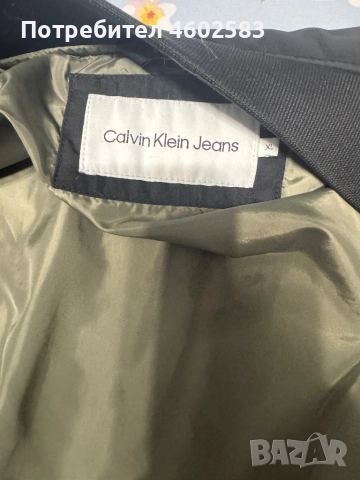 Потребител 4602583
Calvin Klein Jeans
XL
BAZAR